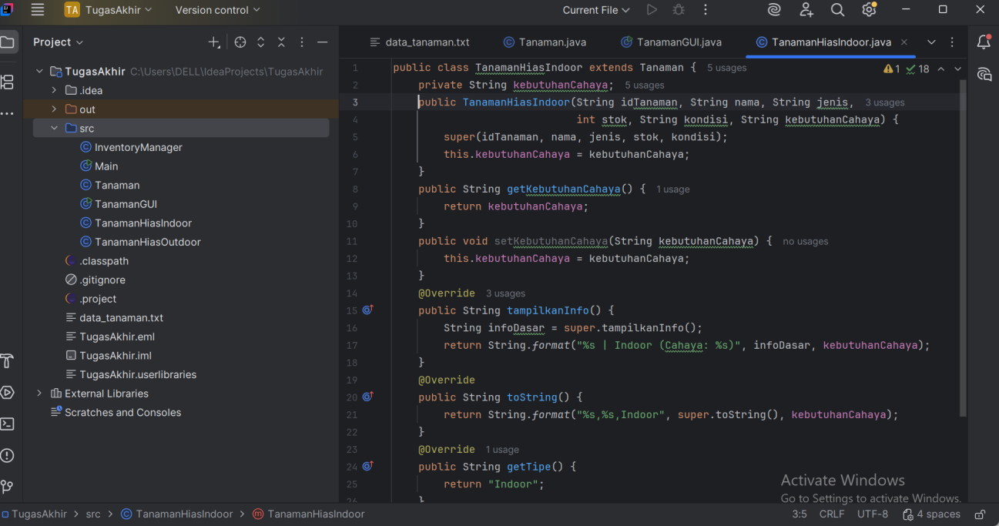 TA TugasAkhir Version control Current File
Project
data_tanaman.txt Tanaman.java TanamanGUI.java TanamanHiasIndoor.java
TugasAkhir C:\Users\DELL\IdeaProjects\TugasAkhir
.idea
out
src
InventoryManager
Main
Tanaman
TanamanGUI
TanamanHiasIndoor
TanamanHiasOutdoor
.classpath
.gitignore
.project
data_tanaman.txt
TugasAkhir.eml
TugasAkhir.iml
TugasAkhir.userlibraries
External Libraries
Scratches and Consoles
1 public class TanamanHiasIndoor extends Tanaman { 5 usages
1 18
2 private String kebutuhanCahaya; 5 usages
3 public TanamanHiasIndoor(String idTanaman, String nama, String jenis, 3 usages
4 int stok, String kondisi, String kebutuhanCahaya) {
5 super(idTanaman, nama, jenis, stok, kondisi);
6 this.kebutuhanCahaya = kebutuhanCahaya;
7 }
8 public String getKebutuhanCahaya() { 1 usage
9 return kebutuhanCahaya;
10 }
11 public void setKebutuhanCahaya(String kebutuhanCahaya) { no usages
12 this.kebutuhanCahaya = kebutuhanCahaya;
13 }
14 @Override 3 usages
15 public String tampilkanInfo() {
16 String infoDasar = super.tampilkanInfo();
17 return String.format("%s | Indoor (Cahaya: %s)", infoDasar, kebutuhanCahaya);
18 }
19 @Override
20 public String toString() {
21 return String.format("%s,%s,Indoor", super.toString(), kebutuhanCahaya);
22 }
23 @Override 1 usage
24 public String getTipe() {
25 return "Indoor";
26 }
Activate Windows
Go to Settings to activate Windows.
TugasAkhir > src > TanamanHiasIndoor > TanamanHiasIndoor 3:5 CRLF UTF-8 4 spaces